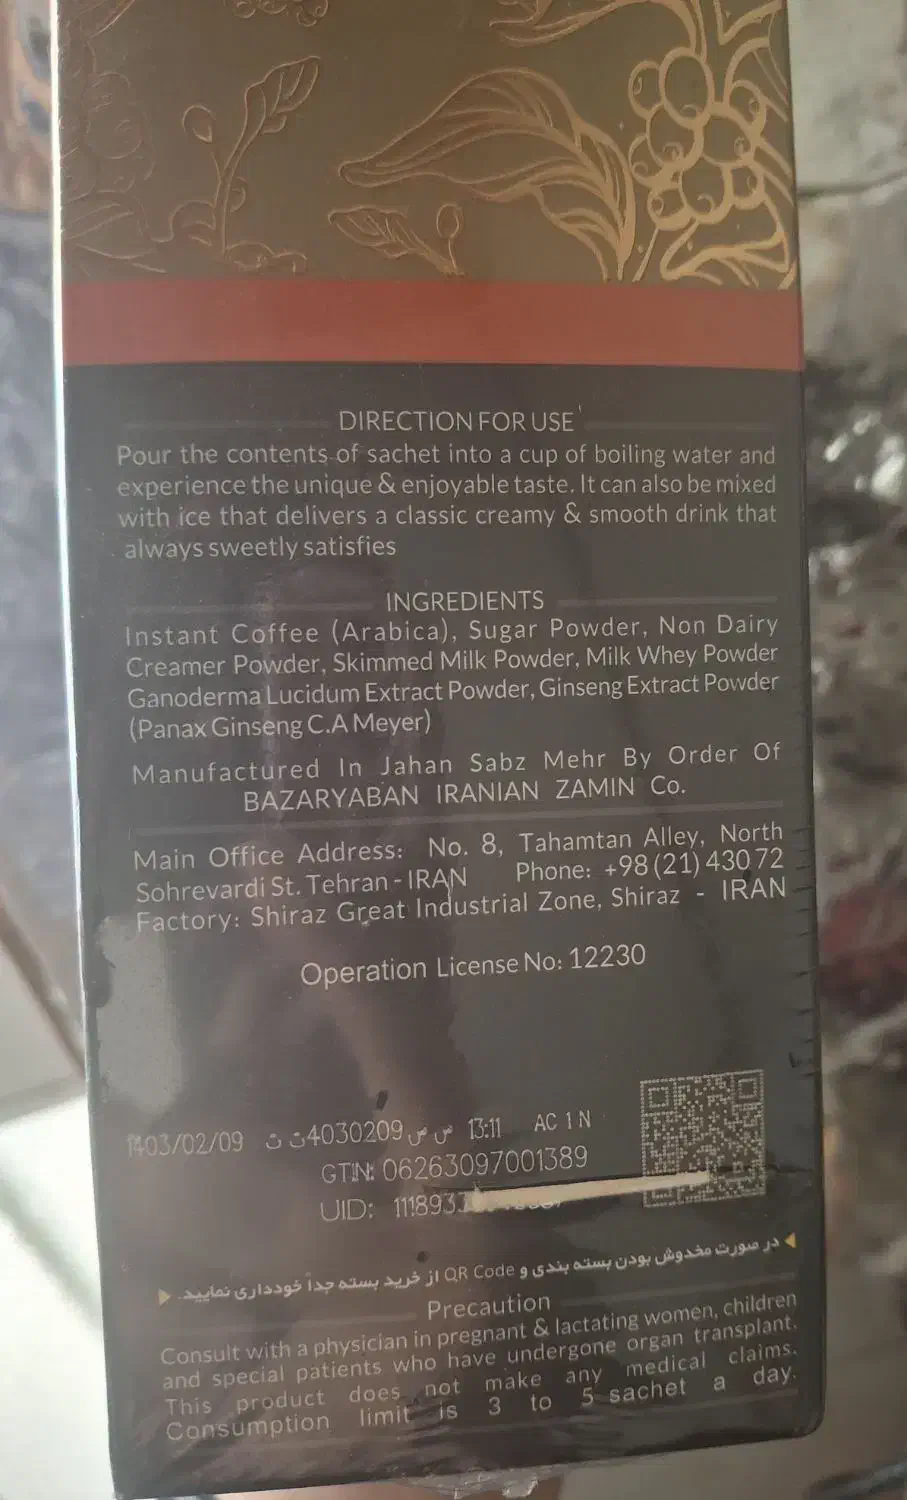 DIRECTION FOR USE
Pour the contents of sachet into a cup of boiling water and
experience the unique & enjoyable taste. It can also be mixed
with ice that delivers a classic creamy & smooth drink that
always sweetly satisfies
INGREDIENTS
Instant Coffee (Arabica), Sugar Powder, Non Dairy
Creamer Powder, Skimmed Milk Powder, Milk Whey Powder
Ganoderma Lucidum Extract Powder, Ginseng Extract Powder
(Panax Ginseng C.A Meyer)
Manufactured In Jahan Sabz Mehr By Order Of
BAZARYABAN IRANIAN ZAMIN Co.
Main Office Address: No. 8, Tahamtan Alley, North
Sohrevardi St. Tehran - IRAN Phone: +98 (21) 430 72
Factory: Shiraz Great Industrial Zone, Shiraz - IRAN
Operation License No: 12230
1403/02/09 ت ت 4030209 س س 13:11 AC 1 N
GTIN: 06263097001389
UID: 111893
در صورت مخدوش بودن بسته بندی و QR Code از خرید بسته جداً خودداری نمایید.
Precaution
Consult with a physician in pregnant & lactating women, children
and special patients who have undergone organ transplant.
This product does not make any medical claims.
Consumption limit is 3 to 5 sachet a day.